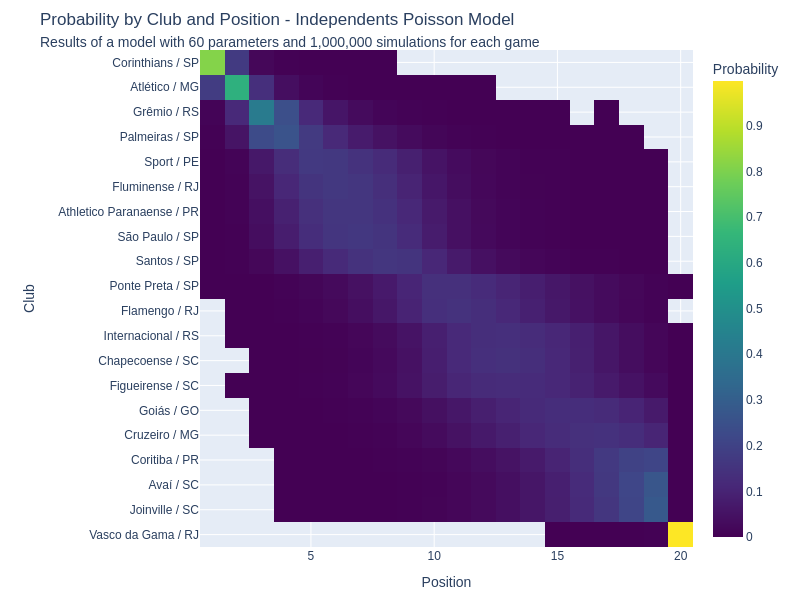 Probability by Club and Position - Independents Poisson Model
Results of a model with 60 parameters and 1,000,000 simulations for each game
Probability
Club
Corinthians / SP
Atlético / MG
Grêmio / RS
Palmeiras / SP
Sport / PE
Fluminense / RJ
Athletico Paranaense / PR
São Paulo / SP
Santos / SP
Ponte Preta / SP
Flamengo / RJ
Internacional / RS
Chapecoense / SC
Figueirense / SC
Goiás / GO
Cruzeiro / MG
Coritiba / PR
Avaí / SC
Joinville / SC
Vasco da Gama / RJ
5 10 15 20
Position
0.9
0.8
0.7
0.6
0.5
0.4
0.3
0.2
0.1
0